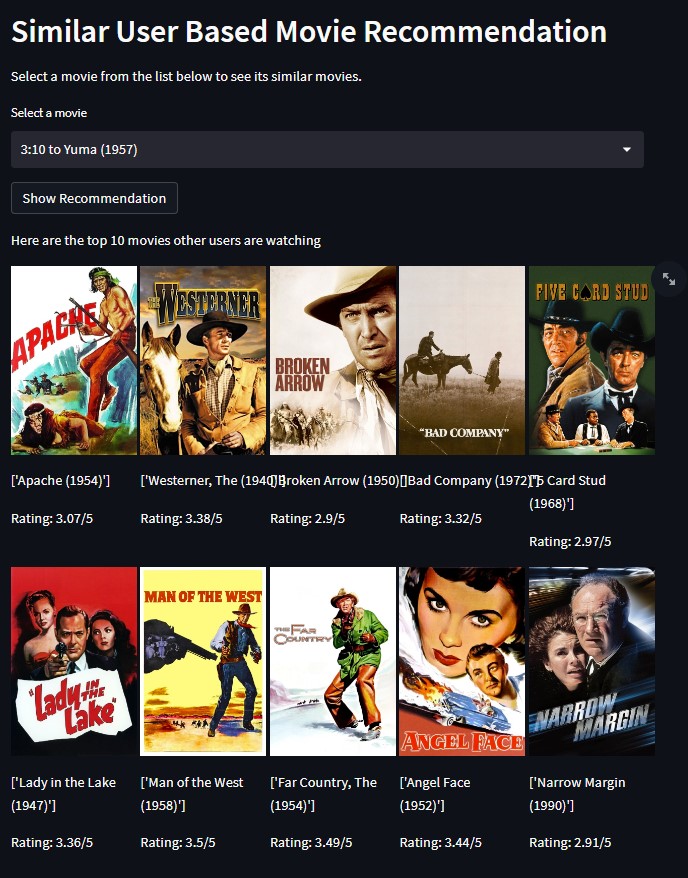 Similar User Based Movie Recommendation
Select a movie from the list below to see its similar movies.
Select a movie
3:10 to Yuma (1957)
Show Recommendation
Here are the top 10 movies other users are watching
APACHE
THE WESTERNER
BROKEN
ARROW
"BAD COMPANY"
FIVE CARD STUD
['Apache (1954)']
['Westerner, The (1940)']
['Broken Arrow (1950)']
['Bad Company (1972)']
['5 Card Stud
(1968)']
Rating: 3.07/5
Rating: 3.38/5
Rating: 2.9/5
Rating: 3.32/5
Rating: 2.97/5
"Lady IN THE
Lake"
MAN OF THE WEST
THE FAR
COUNTRY
ANGEL FACE
NARROW
MARGIN
['Lady in the Lake
(1947)']
['Man of the West
(1958)']
['Far Country, The
(1954)']
['Angel Face
(1952)']
['Narrow Margin
(1990)']
Rating: 3.36/5
Rating: 3.5/5
Rating: 3.49/5
Rating: 3.44/5
Rating: 2.91/5